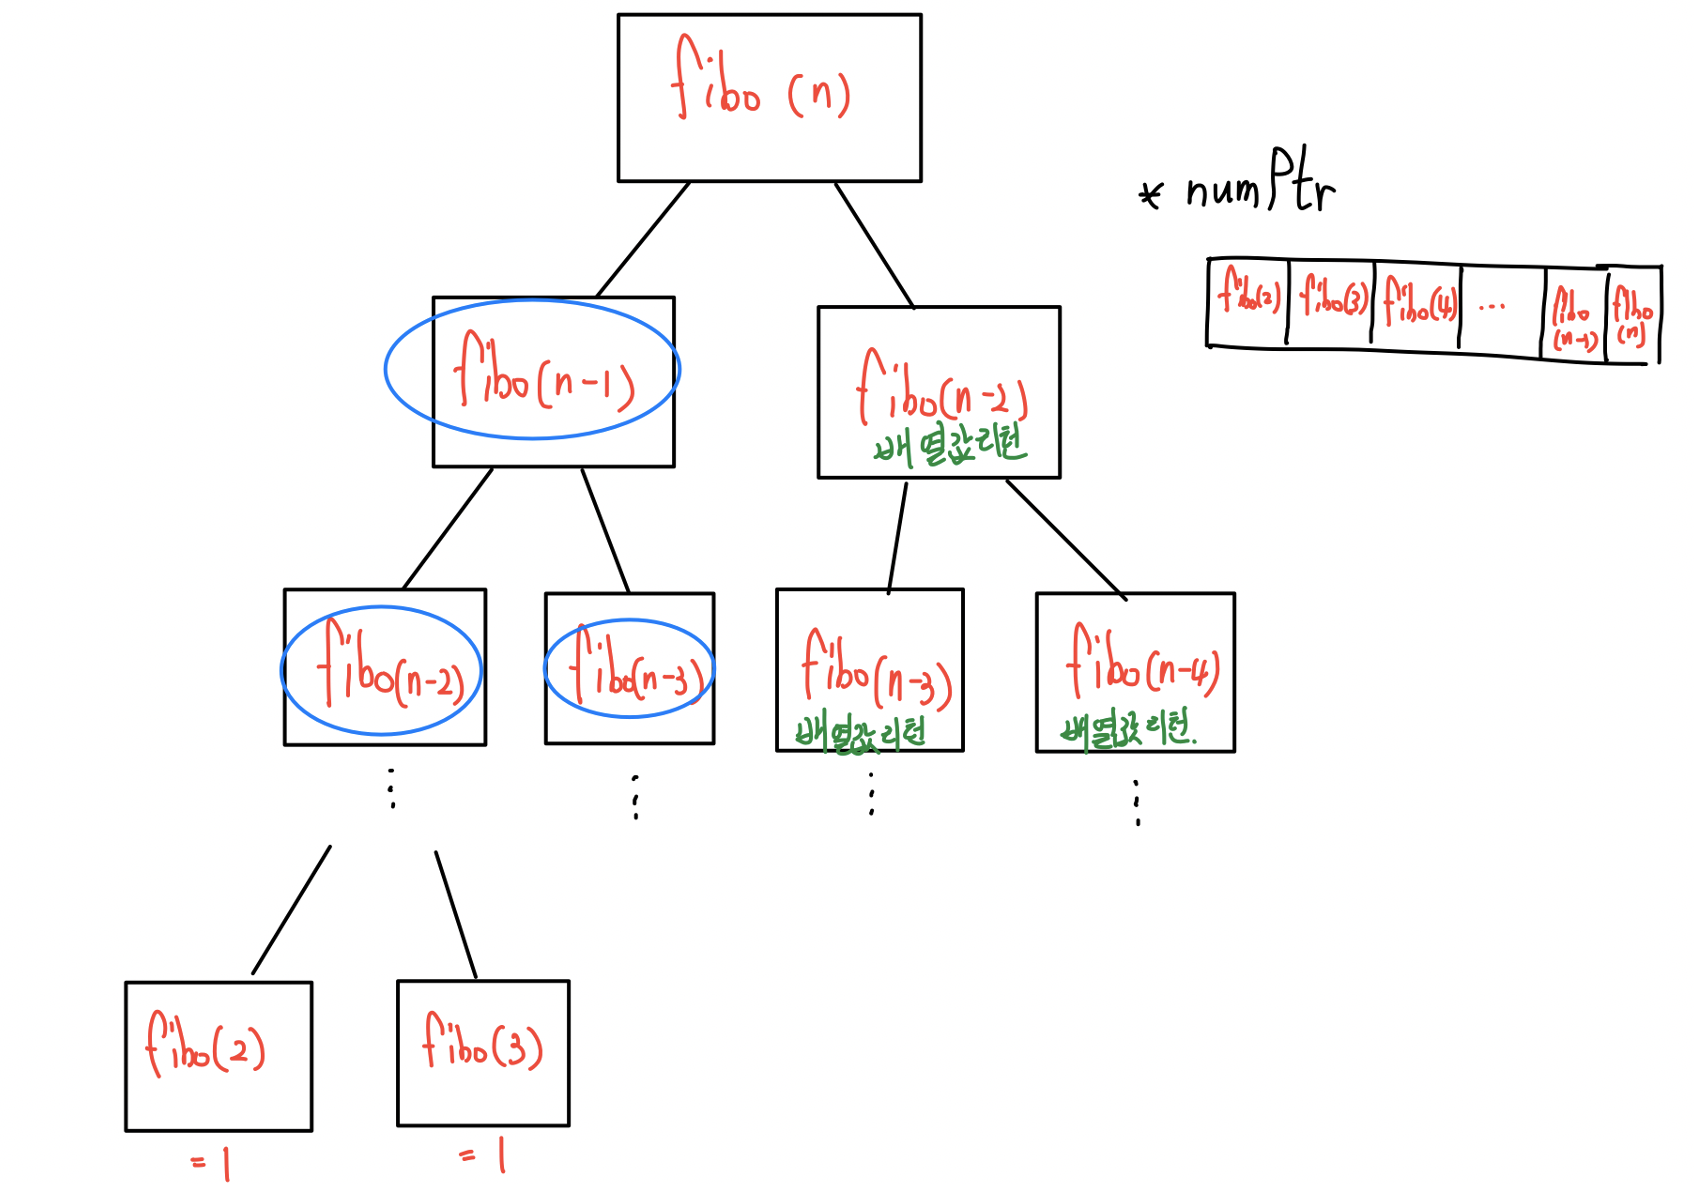 fibo (n)
* numPtr
fibo(2) fibo(3) fibo(4) ... fibo (n-1) fibo (n)
fibo(n-1)
fibo(n-2)
배열값리턴
fibo(n-2)
fibo(n-3)
fibo(n-3)
배열값리턴
fibo(n-4)
배열값 리턴.
fibo(2)
fibo(3)
= 1
= 1